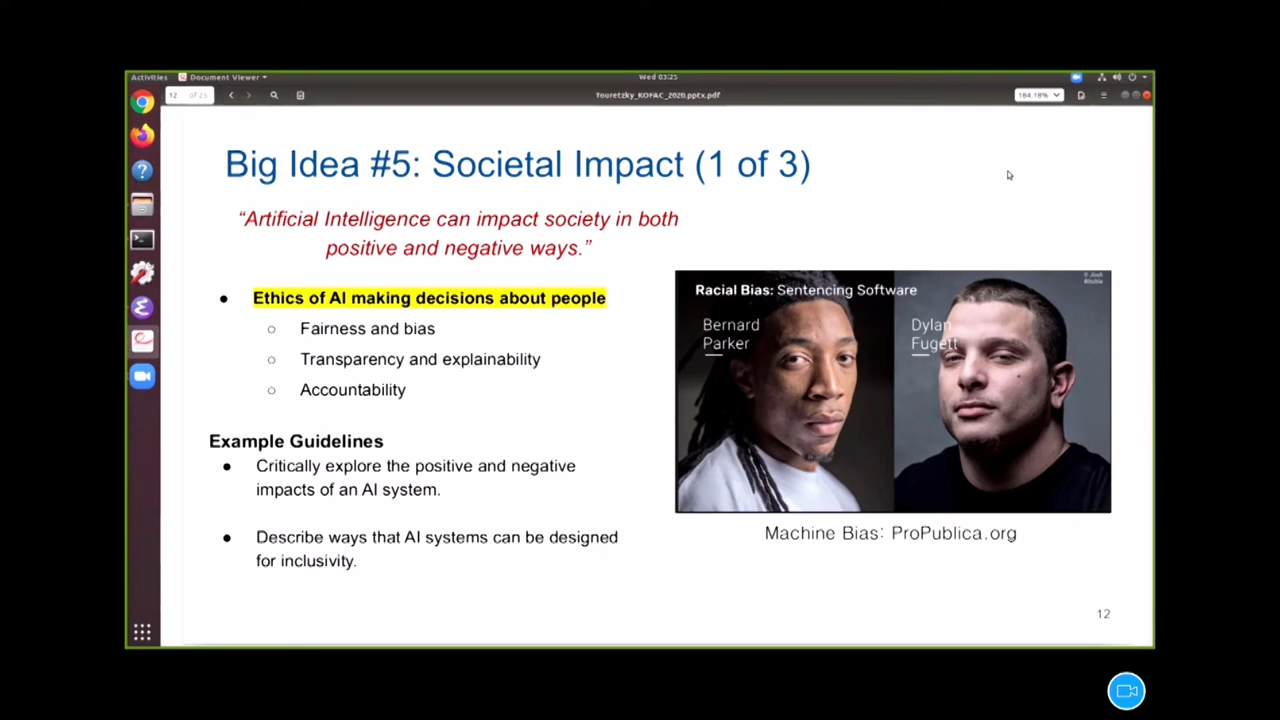 Activities
Document Viewer
Wed 03:25
12 of 25
Touretzky_KOFAC_2020.pptx.pdf
184.18%
Big Idea #5: Societal Impact (1 of 3)
“Artificial Intelligence can impact society in both
positive and negative ways.”
● Ethics of AI making decisions about people
○ Fairness and bias
○ Transparency and explainability
○ Accountability
Example Guidelines
● Critically explore the positive and negative
impacts of an AI system.
● Describe ways that AI systems can be designed
for inclusivity.
© Josh
Ritchie
Racial Bias: Sentencing Software
Bernard
Parker
Dylan
Fugett
Machine Bias: ProPublica.org
12